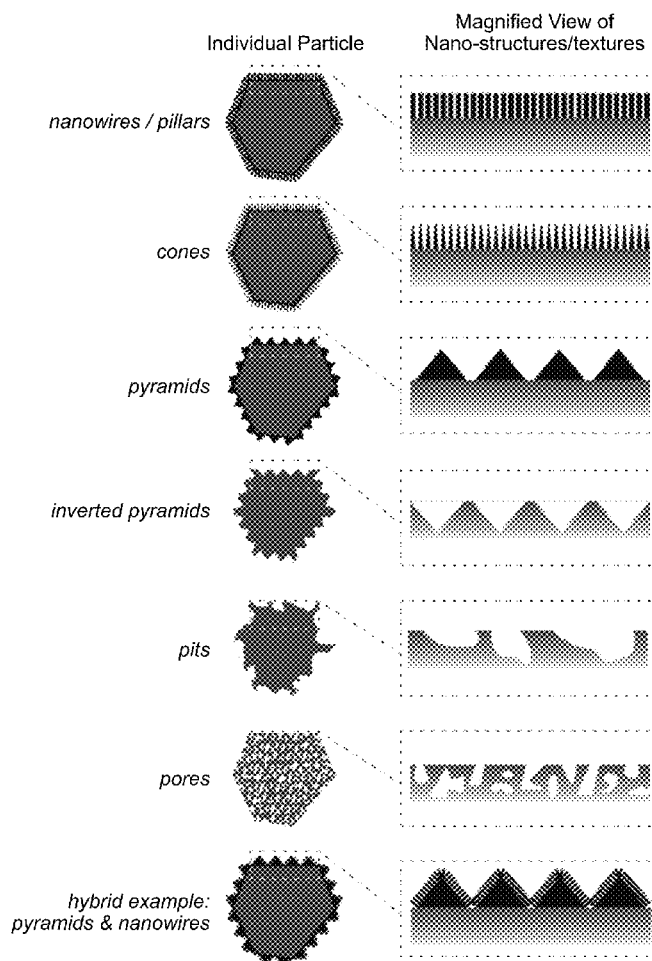 Individual Particle
Magnified View of
Nano-structures/textures
nanowires / pillars
cones
pyramids
inverted pyramids
pits
pores
hybrid example:
pyramids & nanowires